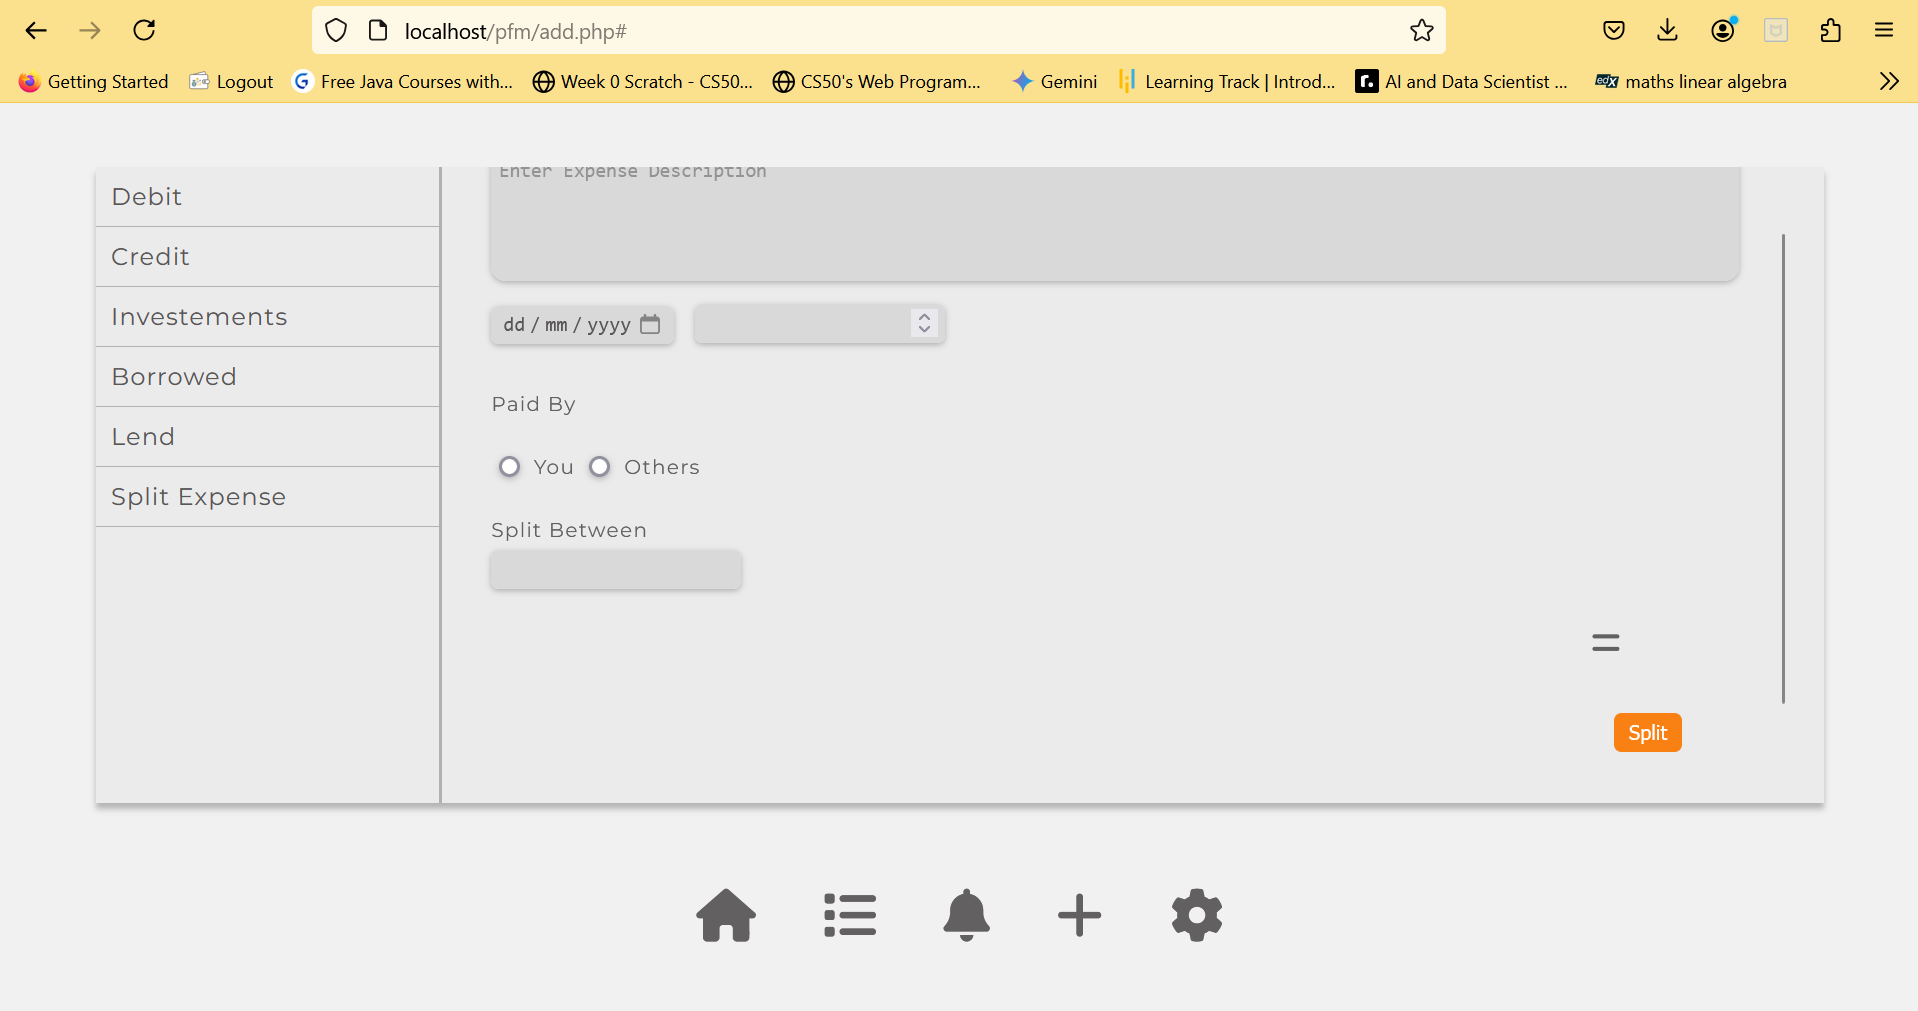 localhost/pfm/add.php#
Getting Started Logout Free Java Courses with... Week 0 Scratch - CS50... CS50's Web Program... Gemini Learning Track | Introd... AI and Data Scientist ... edX maths linear algebra
Enter Expense Description
Debit
Credit
Investements
Borrowed
Lend
Split Expense
dd / mm / yyyy
Paid By
You Others
Split Between
Split